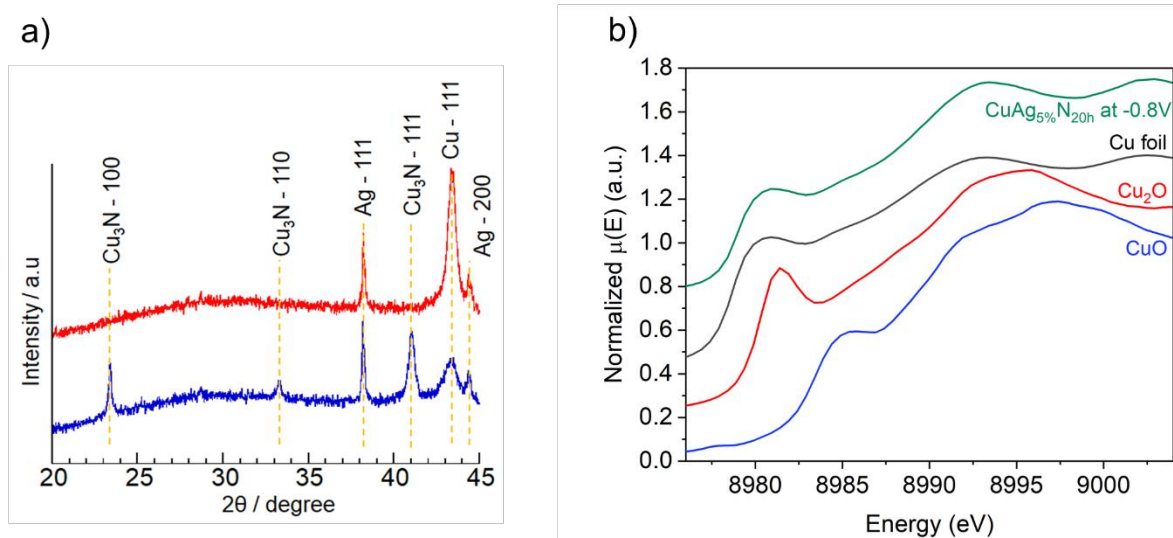 a)
Cu₃N - 100
Cu₃N - 110
Ag - 111
Cu₃N - 111
Cu - 111
Ag - 200
Intensity / a.u
20 25 30 35 40 45
2θ / degree
b)
1.8
1.6
1.4
1.2
1.0
0.8
0.6
0.4
0.2
0.0
Normalized μ(E) (a.u.)
CuAg₅%N₂₀ₕ at -0.8V
Cu foil
Cu₂O
CuO
8980 8985 8990 8995 9000
Energy (eV)